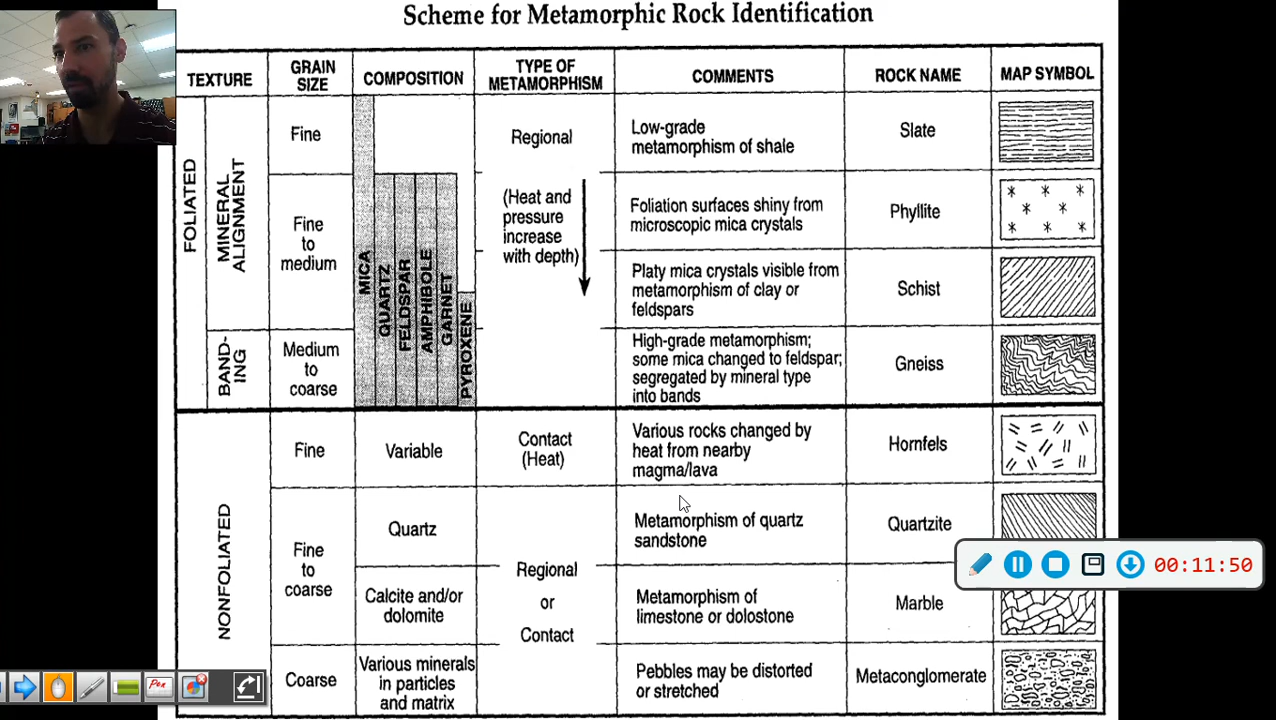 Scheme for Metamorphic Rock Identification
TEXTURE
GRAIN
SIZE
COMPOSITION
TYPE OF
METAMORPHISM
COMMENTS
ROCK NAME
MAP SYMBOL
FOLIATED
MINERAL
ALIGNMENT
Fine
Regional
Low-grade
metamorphism of shale
Slate
Fine
to
medium
MICA
QUARTZ
FELDSPAR
AMPHIBOLE
GARNET
PYROXENE
(Heat and
pressure
increase
with depth)
Foliation surfaces shiny from
microscopic mica crystals
Phyllite
Platy mica crystals visible from
metamorphism of clay or
feldspars
Schist
BAND-
ING
Medium
to
coarse
High-grade metamorphism;
some mica changed to feldspar;
segregated by mineral type
into bands
Gneiss
NONFOLIATED
Fine
Variable
Contact
(Heat)
Various rocks changed by
heat from nearby
magma/lava
Hornfels
Fine
to
coarse
Quartz
Regional
or
Contact
Metamorphism of quartz
sandstone
Quartzite
Calcite and/or
dolomite
Metamorphism of
limestone or dolostone
Marble
Coarse
Various minerals
in particles
and matrix
Pebbles may be distorted
or stretched
Metaconglomerate
00:11:50
Pen